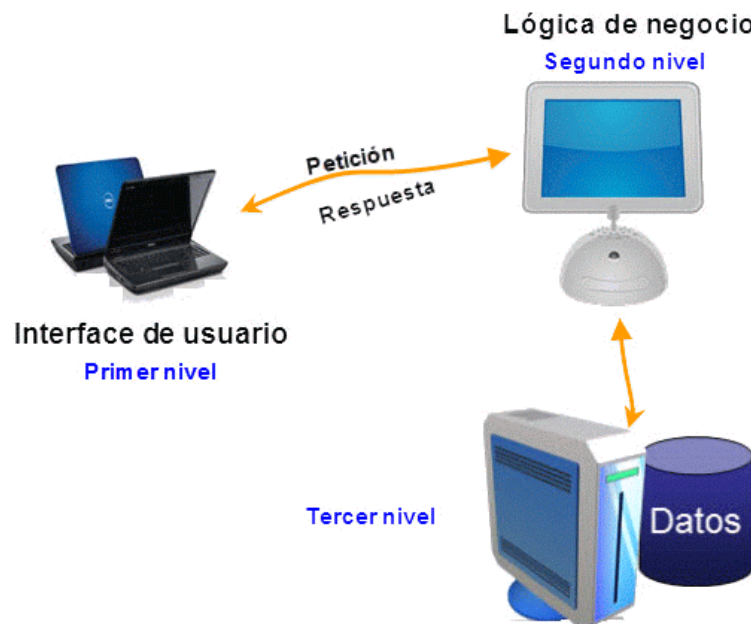 Lógica de negocio
Segundo nivel
Petición
Respuesta
Interface de usuario
Primer nivel
Tercer nivel
Datos